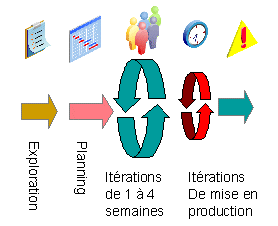 Exploration
Planning
Itérations
de 1 à 4
semaines
Itérations
De mise en
production